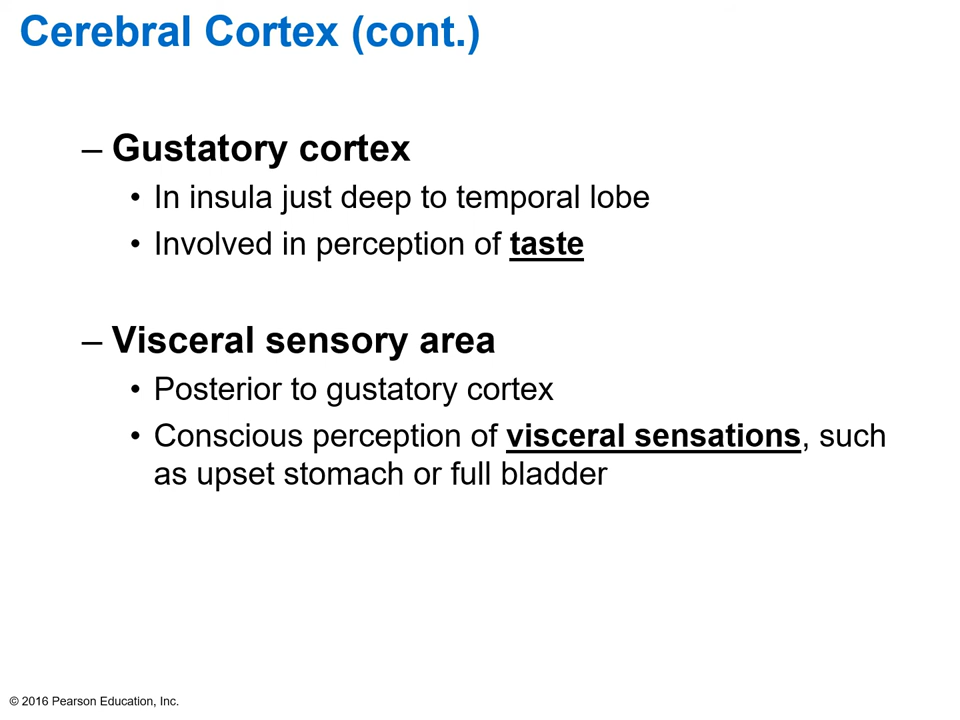 Cerebral Cortex (cont.)
– Gustatory cortex
• In insula just deep to temporal lobe
• Involved in perception of taste
– Visceral sensory area
• Posterior to gustatory cortex
• Conscious perception of visceral sensations, such
as upset stomach or full bladder
© 2016 Pearson Education, Inc.